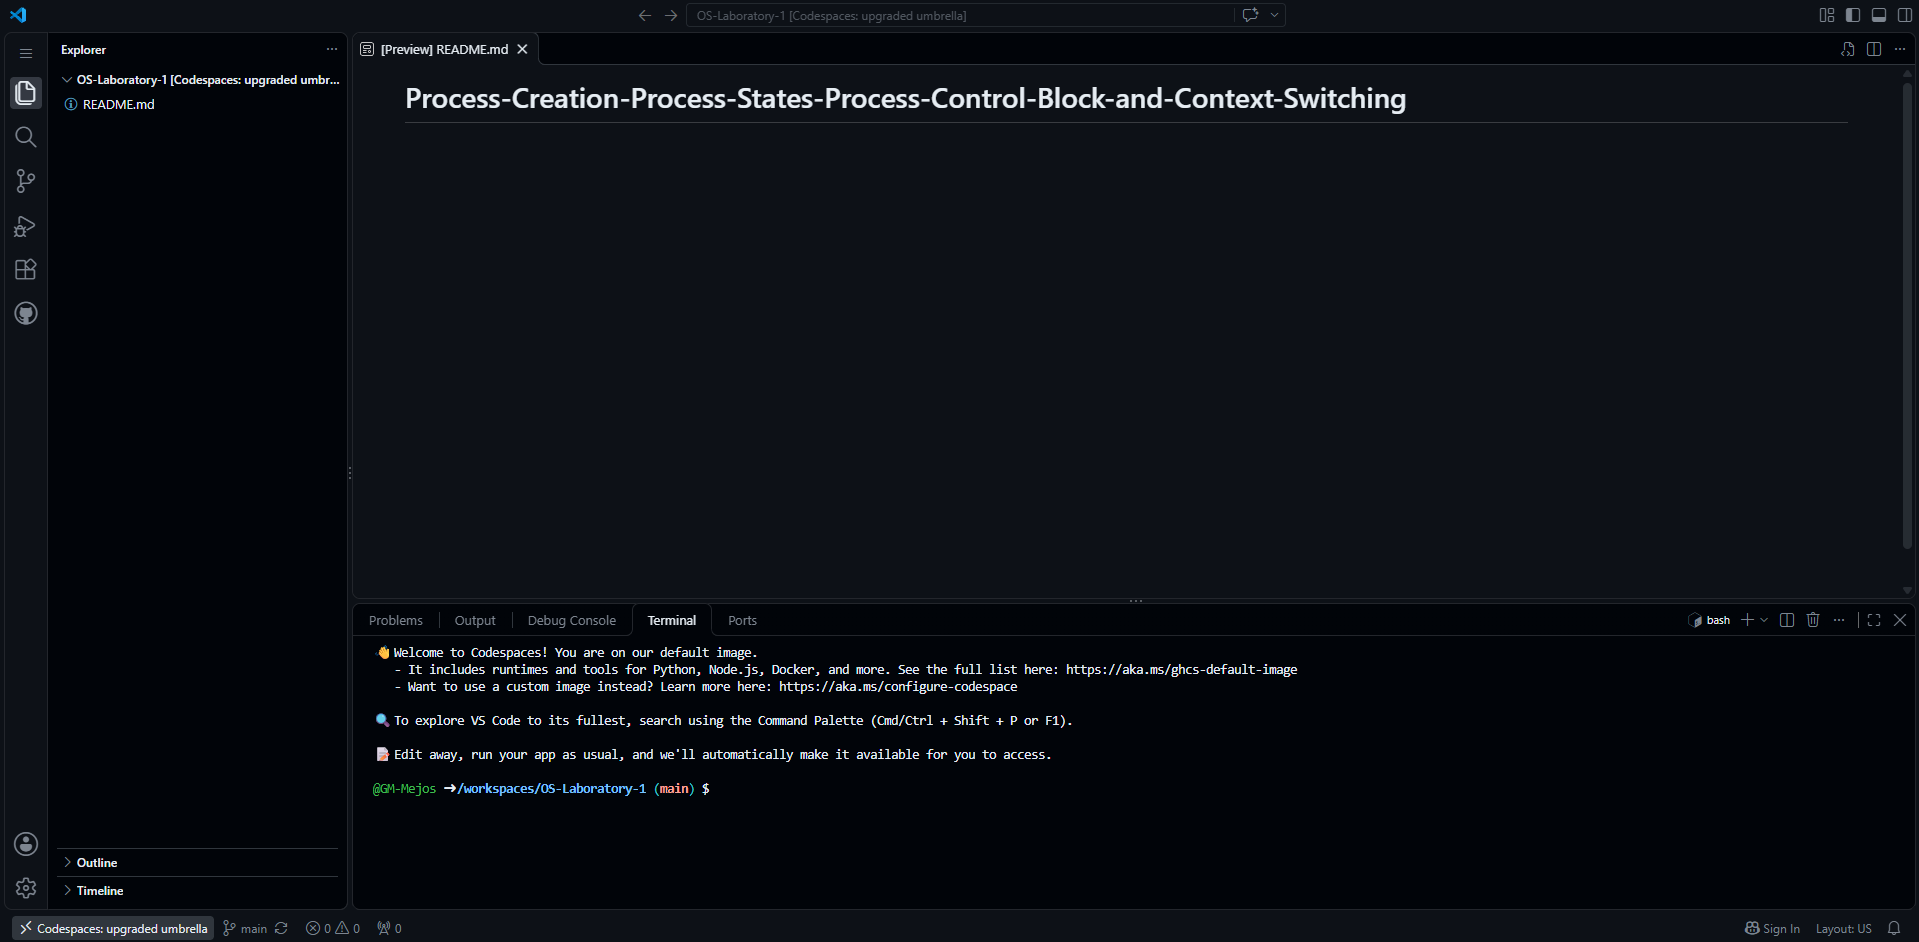 OS-Laboratory-1 [Codespaces: upgraded umbrella]
Explorer
OS-Laboratory-1 [Codespaces: upgraded umbr...
README.md
[Preview] README.md
Process-Creation-Process-States-Process-Control-Block-and-Context-Switching
Problems
Output
Debug Console
Terminal
Ports
bash
👋 Welcome to Codespaces! You are on our default image.
- It includes runtimes and tools for Python, Node.js, Docker, and more. See the full list here: https://aka.ms/ghcs-default-image
- Want to use a custom image instead? Learn more here: https://aka.ms/configure-codespace
🔍 To explore VS Code to its fullest, search using the Command Palette (Cmd/Ctrl + Shift + P or F1).
📝 Edit away, run your app as usual, and we'll automatically make it available for you to access.
@GM-Mejos ➜ /workspaces/OS-Laboratory-1 (main) $
Outline
Timeline
Codespaces: upgraded umbrella
main
0
0
0
Sign In
Layout: US